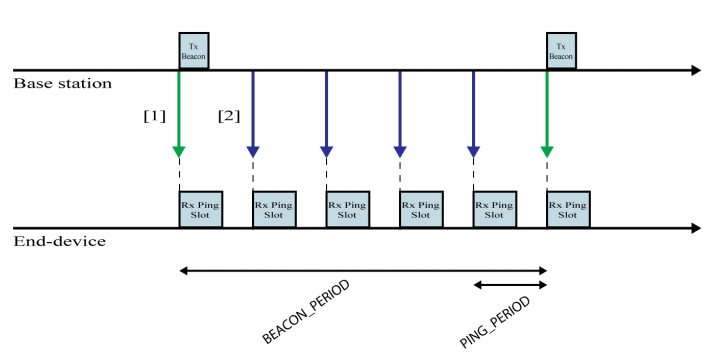 Tx
Beacon
Tx
Beacon
Base station
[1]
[2]
Rx Ping
Slot
Rx Ping
Slot
Rx Ping
Slot
Rx Ping
Slot
Rx Ping
Slot
Rx Ping
Slot
End-device
BEACON_PERIOD
PING_PERIOD